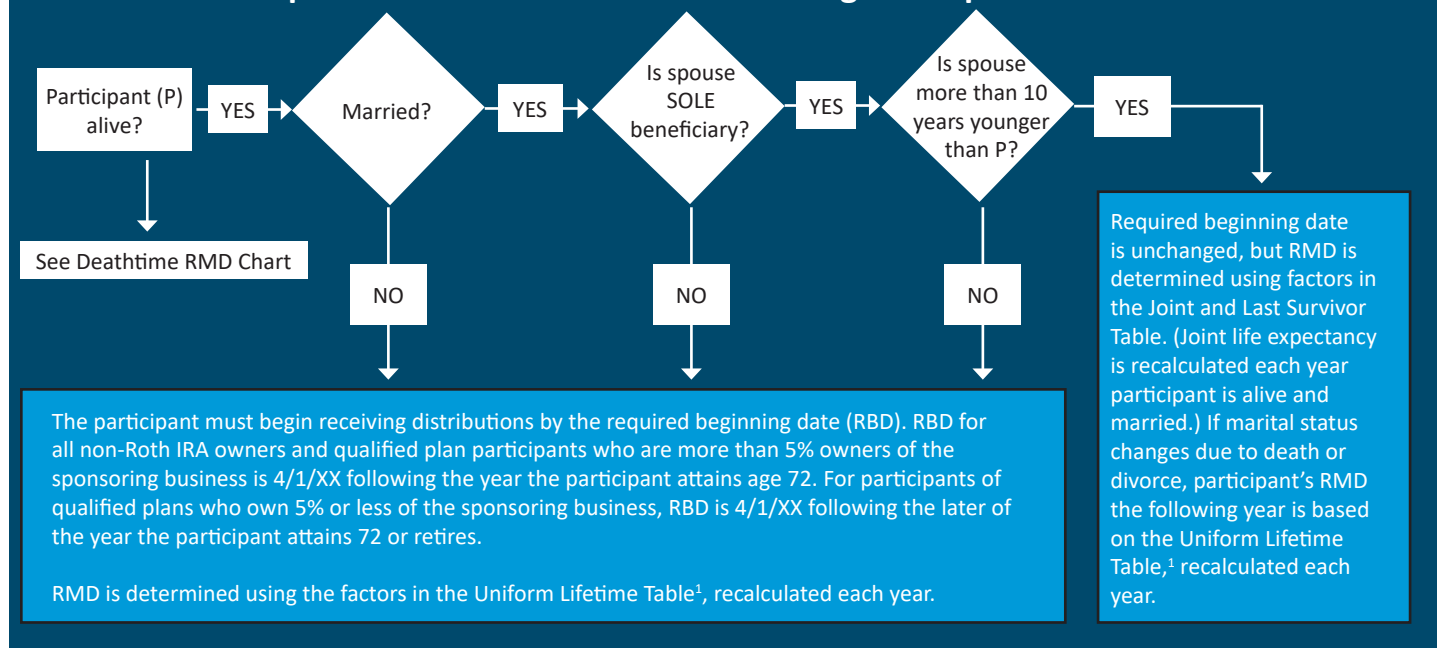 Participant (P)
alive?
YES
Married?
YES
Is spouse
SOLE
beneficiary?
YES
Is spouse
more than 10
years younger
than P?
YES
See Deathtime RMD Chart
NO
NO
NO
The participant must begin receiving distributions by the required beginning date (RBD). RBD for
all non-Roth IRA owners and qualified plan participants who are more than 5% owners of the
sponsoring business is 4/1/XX following the year the participant attains age 72. For participants of
qualified plans who own 5% or less of the sponsoring business, RBD is 4/1/XX following the later of
the year the participant attains 72 or retires.
RMD is determined using the factors in the Uniform Lifetime Table¹, recalculated each year.
Required beginning date
is unchanged, but RMD is
determined using factors in
the Joint and Last Survivor
Table. (Joint life expectancy
is recalculated each year
participant is alive and
married.) If marital status
changes due to death or
divorce, participant's RMD
the following year is based
on the Uniform Lifetime
Table,¹ recalculated each
year.